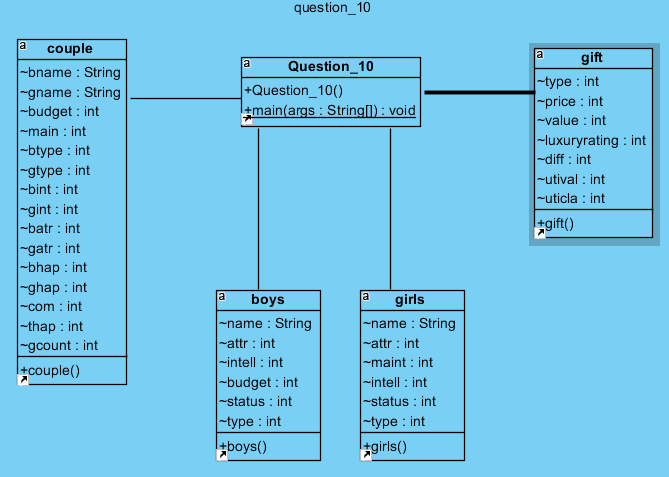 question_10
a
couple
~bname : String
~gname : String
~budget : int
~main : int
~btype : int
~gtype : int
~bint : int
~gint : int
~batr : int
~gatr : int
~bhap : int
~ghap : int
~com : int
~thap : int
~gcount : int
+couple()
a
Question_10
+Question_10()
+main(args : String[]) : void
a
gift
~type : int
~price : int
~value : int
~luxuryrating : int
~diff : int
~utival : int
~uticla : int
+gift()
a
boys
~name : String
~attr : int
~intell : int
~budget : int
~status : int
~type : int
+boys()
a
girls
~name : String
~attr : int
~maint : int
~intell : int
~status : int
~type : int
+girls()